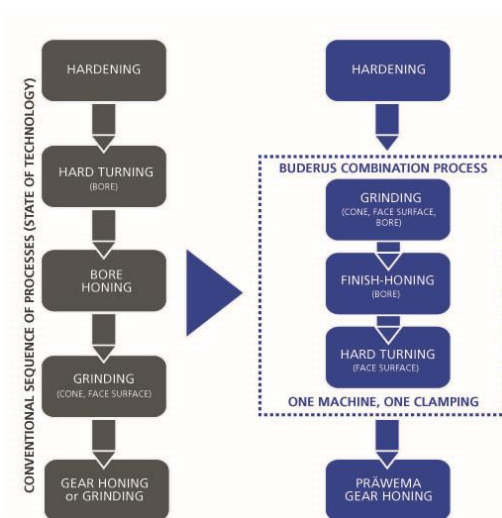 CONVENTIONAL SEQUENCE OF PROCESSES (STATE OF TECHNOLOGY)
HARDENING
HARD TURNING
(BORE)
BORE
HONING
GRINDING
(CONE, FACE SURFACE)
GEAR HONING
or GRINDING
HARDENING
BUDERUS COMBINATION PROCESS
GRINDING
(CONE, FACE SURFACE,
BORE)
FINISH-HONING
(BORE)
HARD TURNING
(FACE SURFACE)
ONE MACHINE, ONE CLAMPING
PRÄWEMA
GEAR HONING